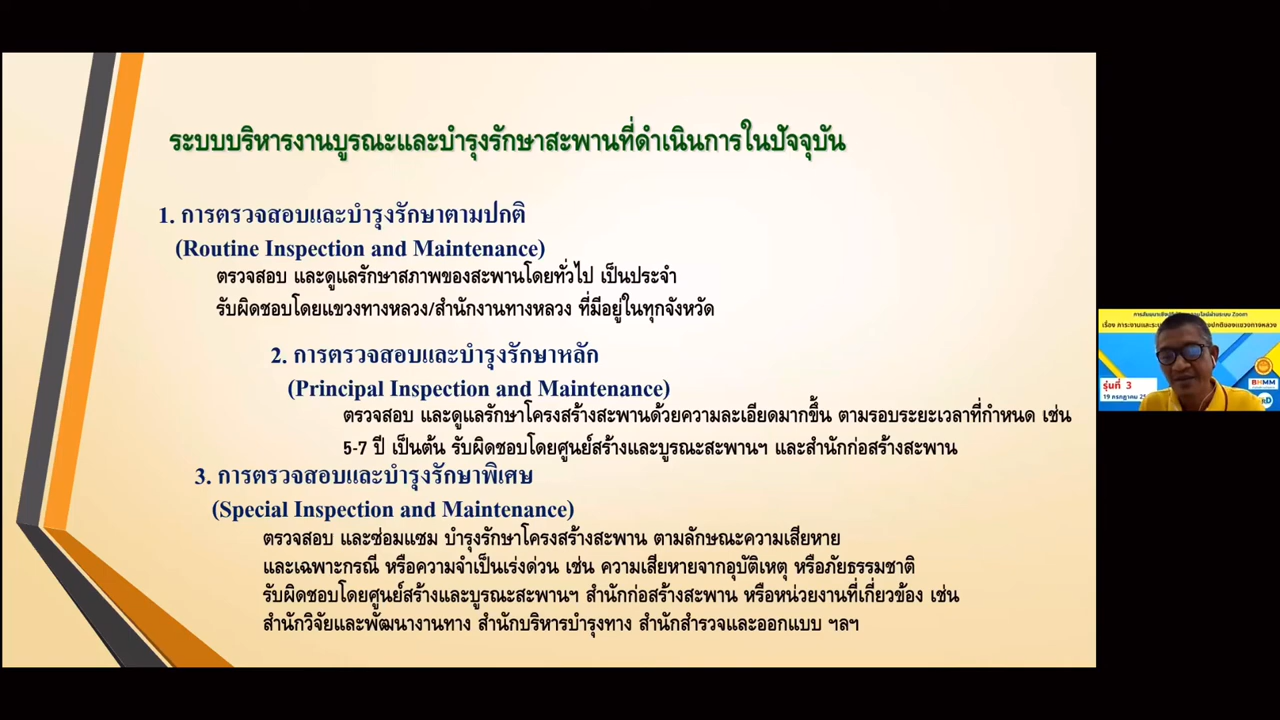 ระบบบริหารงานบูรณะและบำรุงรักษาสะพานที่ดำเนินการในปัจจุบัน
1. การตรวจสอบและบำรุงรักษาตามปกติ
(Routine Inspection and Maintenance)
ตรวจสอบ และดูแลรักษาสภาพของสะพานโดยทั่วไป เป็นประจำ
รับผิดชอบโดยแขวงทางหลวง/สำนักงานทางหลวง ที่มีอยู่ในทุกจังหวัด
2. การตรวจสอบและบำรุงรักษาหลัก
(Principal Inspection and Maintenance)
ตรวจสอบ และดูแลรักษาโครงสร้างสะพานด้วยความละเอียดมากขึ้น ตามรอบระยะเวลาที่กำหนด เช่น
5-7 ปี เป็นต้น รับผิดชอบโดยศูนย์สร้างและบูรณะสะพานฯ และสำนักก่อสร้างสะพาน
3. การตรวจสอบและบำรุงรักษาพิเศษ
(Special Inspection and Maintenance)
ตรวจสอบ และซ่อมแซม บำรุงรักษาโครงสร้างสะพาน ตามลักษณะความเสียหาย
และเฉพาะกรณี หรือความจำเป็นเร่งด่วน เช่น ความเสียหายจากอุบัติเหตุ หรือภัยธรรมชาติ
รับผิดชอบโดยศูนย์สร้างและบูรณะสะพานฯ สำนักก่อสร้างสะพาน หรือหน่วยงานที่เกี่ยวข้อง เช่น
สำนักวิจัยและพัฒนางานทาง สำนักบริหารบำรุงทาง สำนักสำรวจและออกแบบ ฯลฯ
Zoom
เรื่อง ภาระงานและระบ
รุ่นที่ 3
19 กรกฎาคม
BMMM